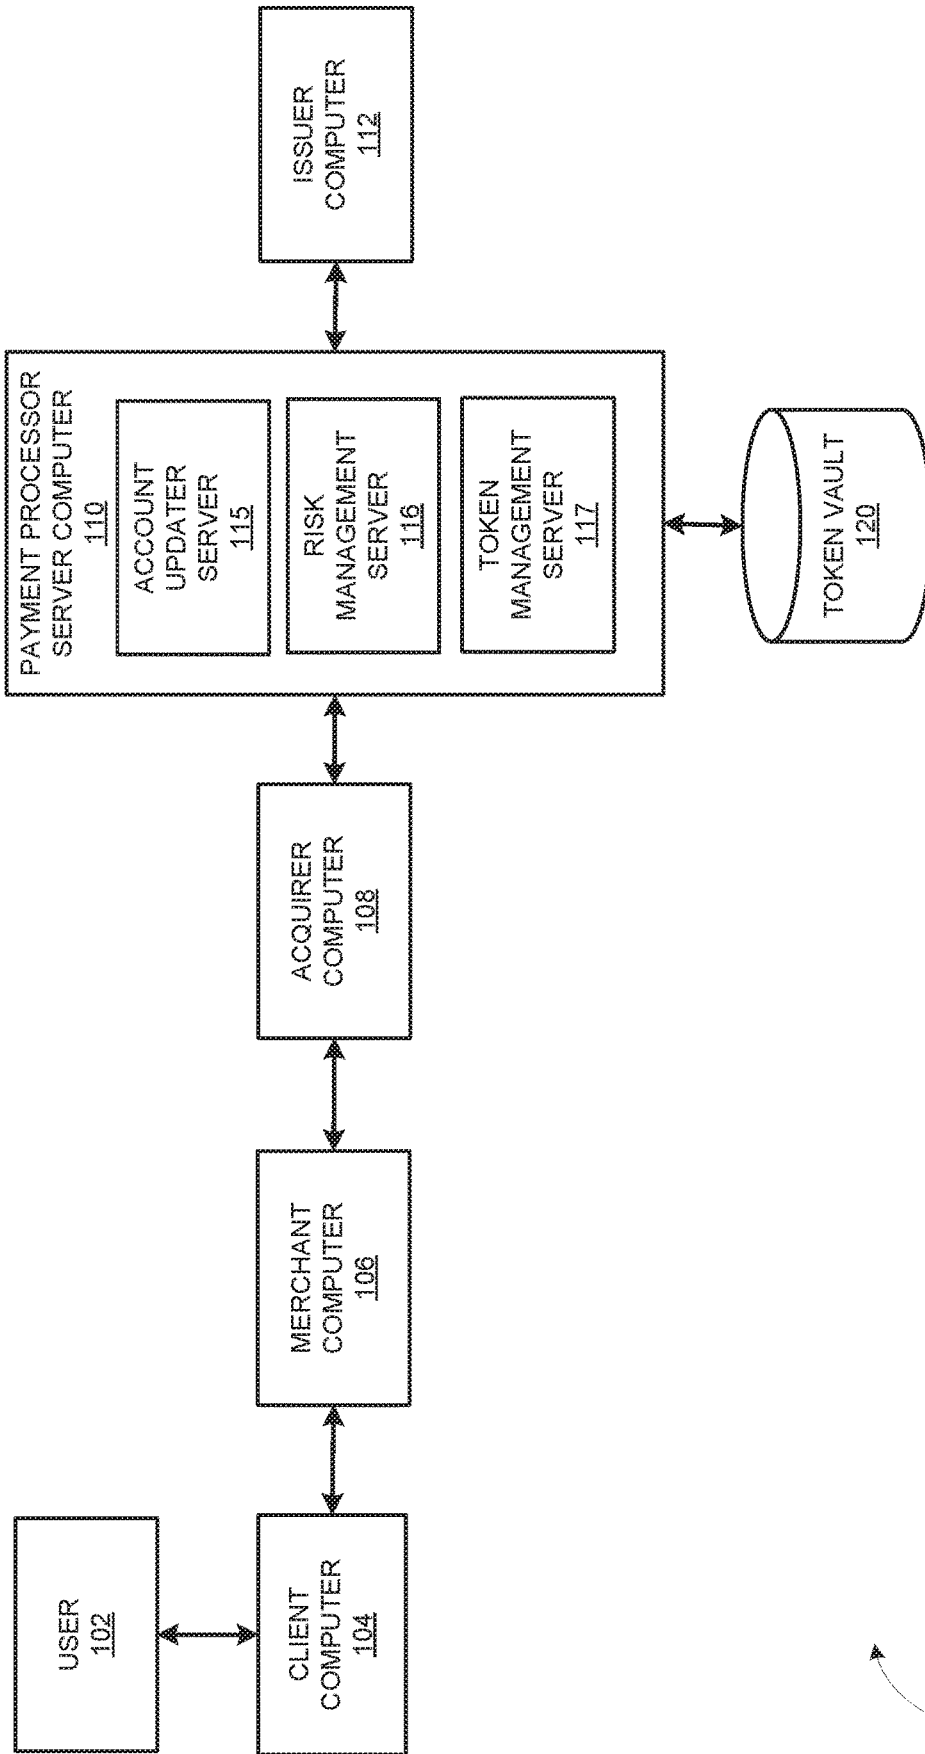 USER
102
CLIENT
COMPUTER
104
MERCHANT
COMPUTER
106
ACQUIRER
COMPUTER
108
PAYMENT PROCESSOR
SERVER COMPUTER
110
ACCOUNT
UPDATER
SERVER
115
RISK
MANAGEMENT
SERVER
116
TOKEN
MANAGEMENT
SERVER
117
TOKEN VAULT
120
ISSUER
COMPUTER
112